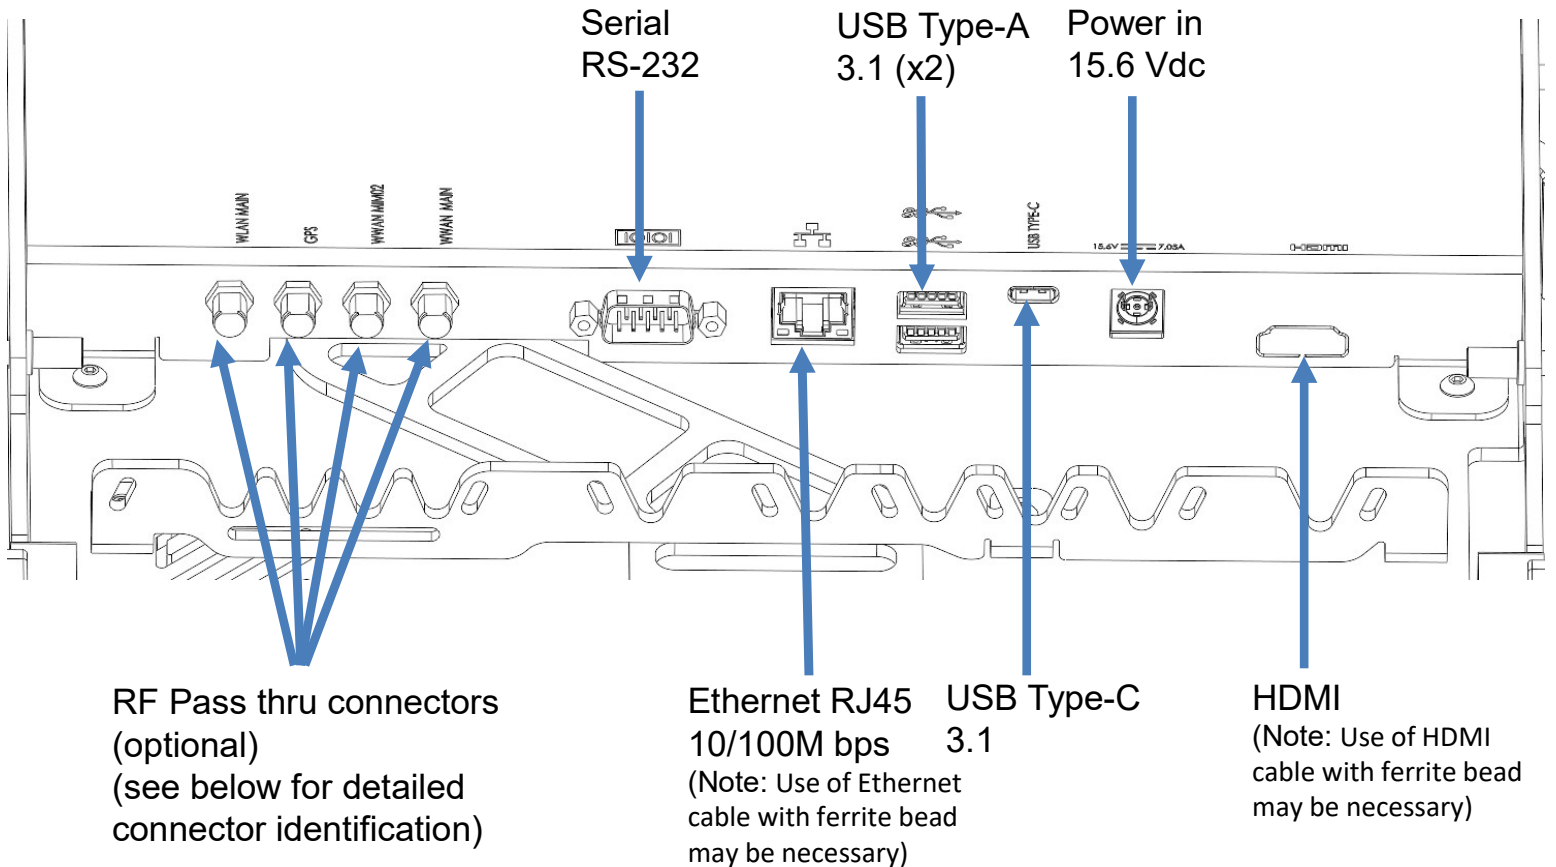 Serial
RS-232
USB Type-A
3.1 (x2)
Power in
15.6 Vdc
WLAN MAIN
GPS
WWAN MIMO2
WWAN MAIN
IOIOI
USB TYPE-C
15.6V 7.05A
HDMI
RF Pass thru connectors
(optional)
(see below for detailed
connector identification)
Ethernet RJ45
10/100M bps
(Note: Use of Ethernet
cable with ferrite bead
may be necessary)
USB Type-C
3.1
HDMI
(Note: Use of HDMI
cable with ferrite bead
may be necessary)